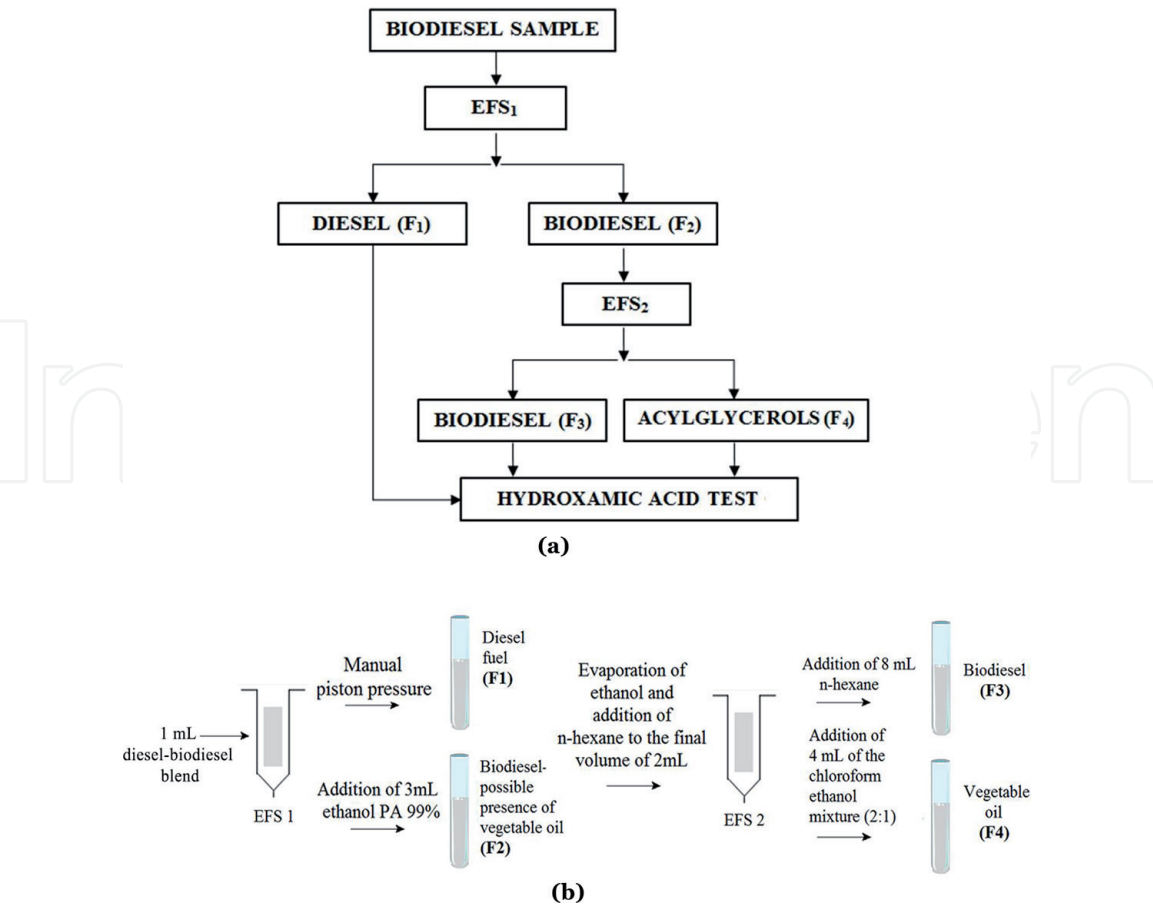 BIODIESEL SAMPLE
EFS₁
DIESEL (F₁)
BIODIESEL (F₂)
EFS₂
BIODIESEL (F₃)
ACYLGLYCEROLS (F₄)
HYDROXAMIC ACID TEST
(a)
1 mL
diesel-biodiesel
blend
EFS 1
Manual
piston pressure
Addition of 3mL
ethanol PA 99%
Diesel
fuel
(F1)
Biodiesel-
possible
presence of
vegetable oil
(F2)
Evaporation of
ethanol and
addition of
n-hexane to the final
volume of 2mL
EFS 2
Addition of 8 mL
n-hexane
Addition of
4 mL of the
chloroform
ethanol
mixture (2:1)
Biodiesel
(F3)
Vegetable
oil
(F4)
(b)